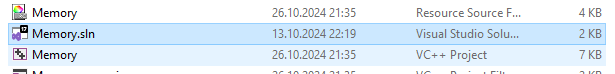 Memory 26.10.2024 21:35 Resource Source F... 4 KB
Memory.sln 13.10.2024 22:19 Visual Studio Solu... 2 KB
Memory 26.10.2024 21:35 VC++ Project 7 KB